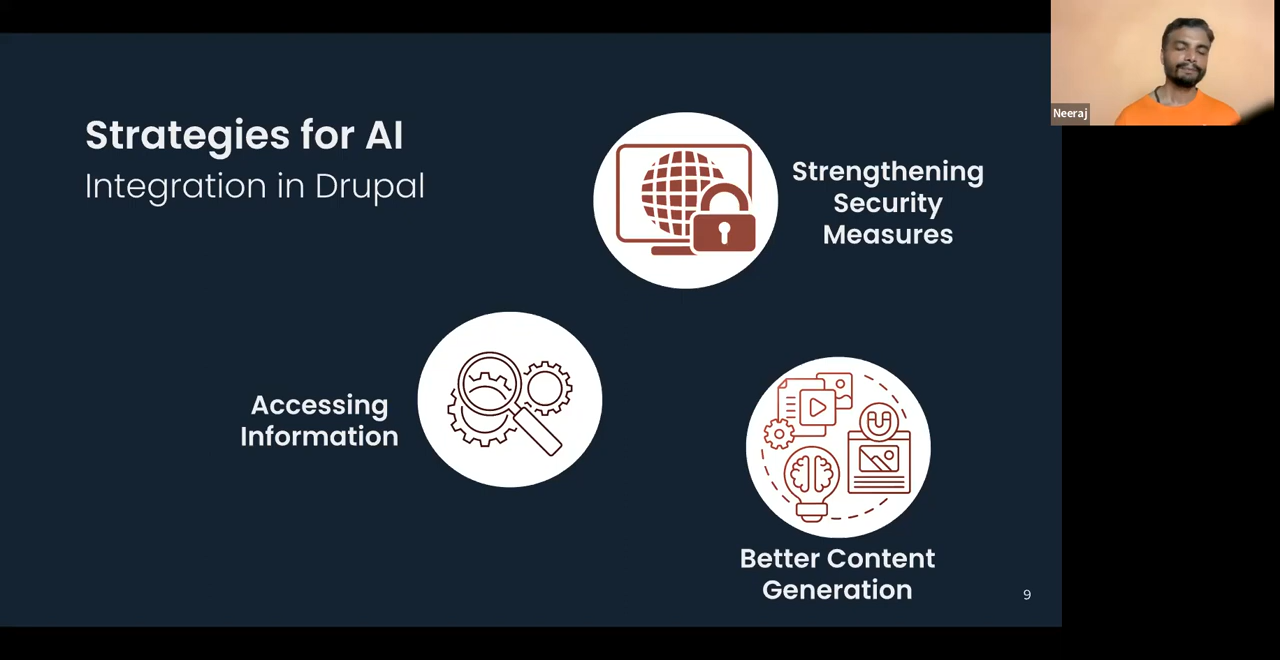 Strategies for AI
Integration in Drupal
Neeraj
Strengthening
Security
Measures
Accessing
Information
Better Content
Generation
9